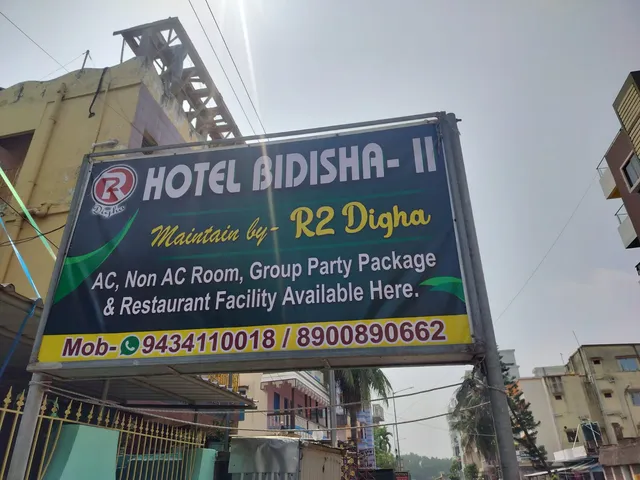 R
Digha
HOTEL BIDISHA- II
Maintain by- R2 Digha
AC, Non AC Room, Group Party Package
& Restaurant Facility Available Here.
Mob- 9434110018 / 8900890662